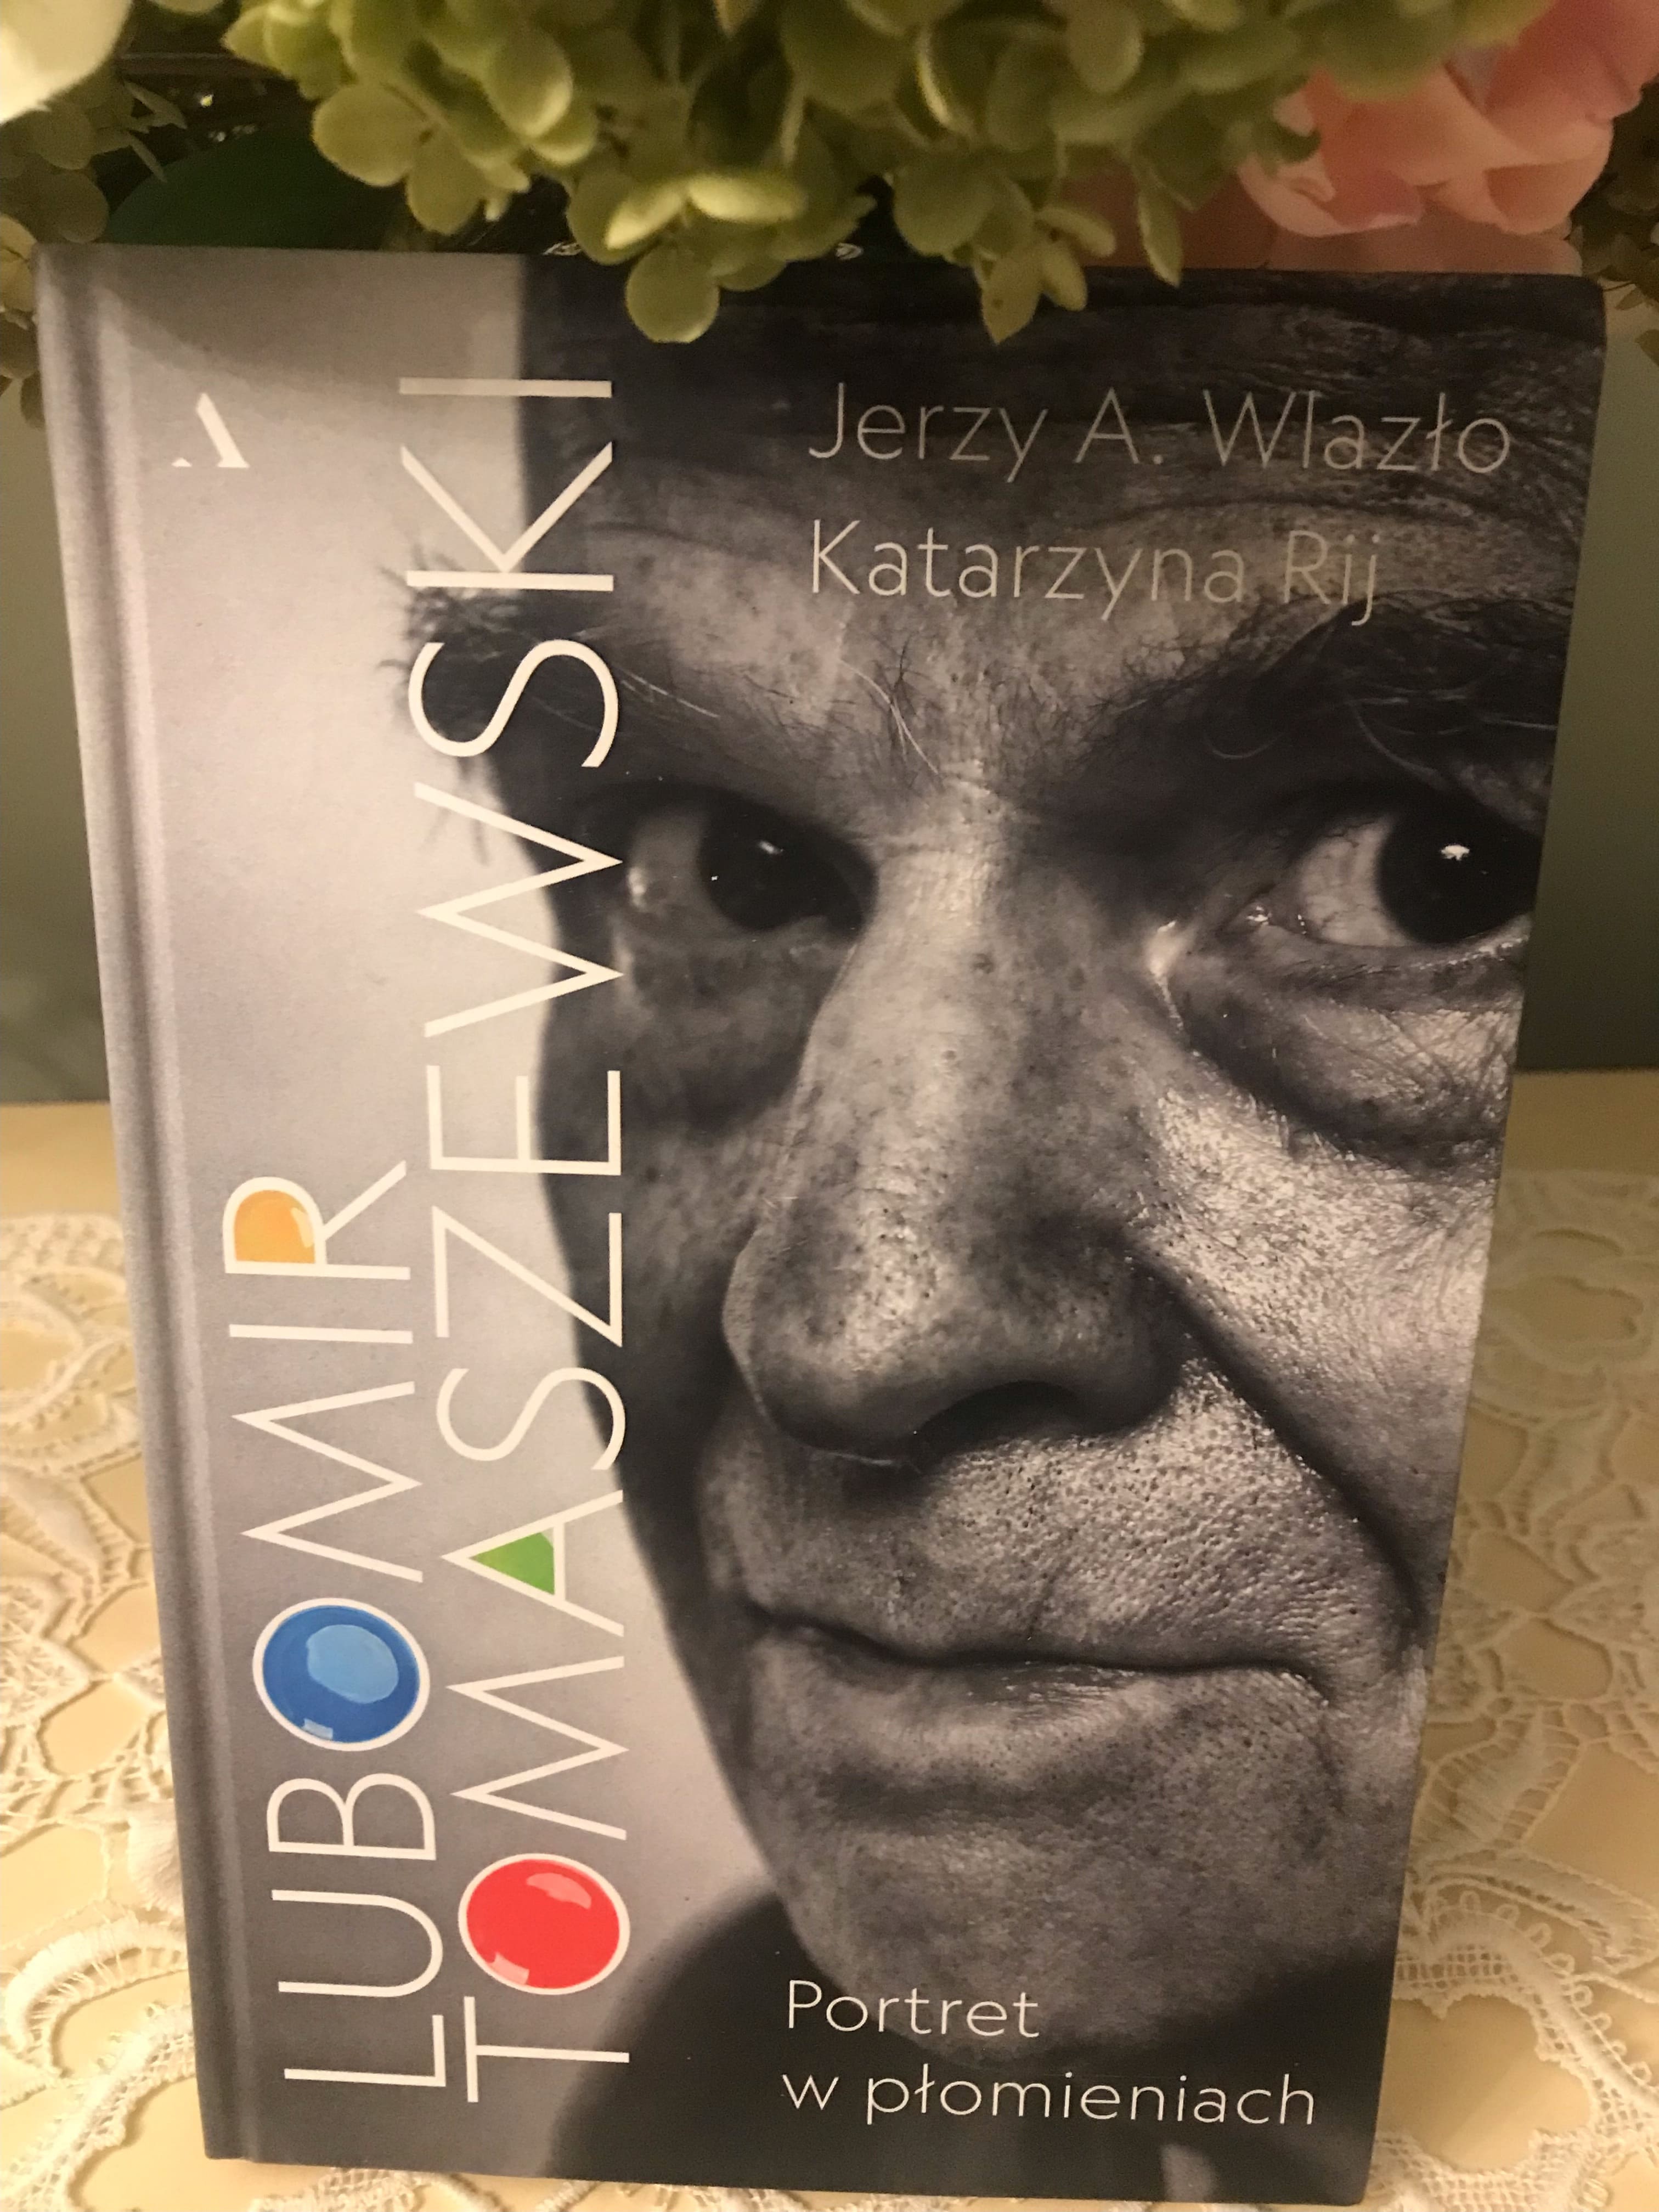 Jerzy A. Wlazło
Katarzyna Rij
LUBOMIR
TOMASZEWSKI
Portret
w płomieniach